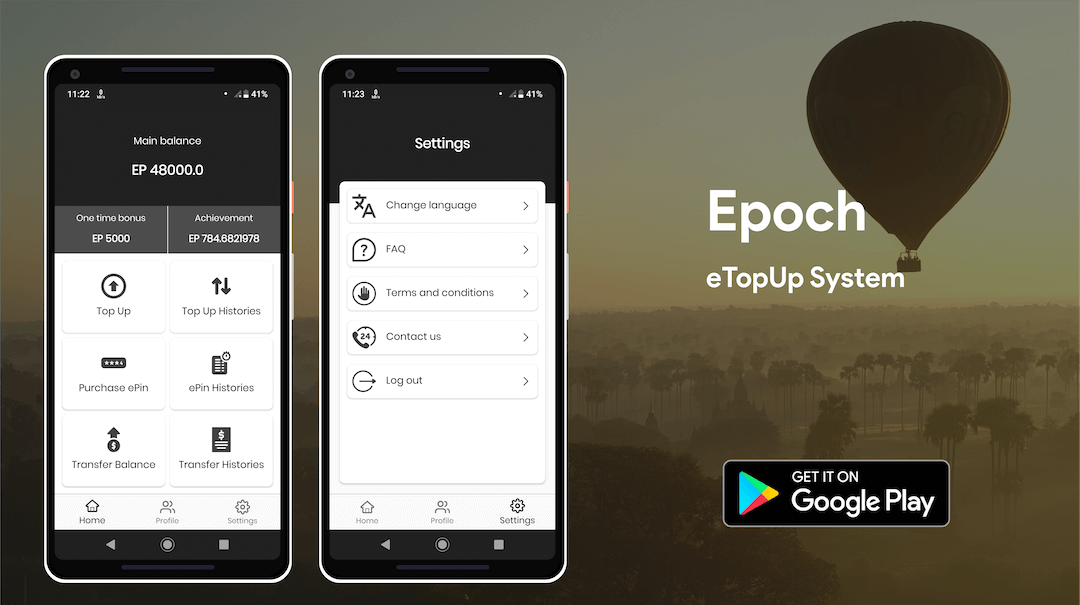 11:22
41%
Main balance
EP 48000.0
One time bonus
Achievement
EP 5000
EP 784.6821978
Top Up
Top Up Histories
Purchase ePin
ePin Histories
Transfer Balance
Transfer Histories
Home
Profile
Settings
11:23
41%
Settings
Change language
FAQ
Terms and conditions
24
Contact us
Log out
Home
Profile
Settings
Epoch
eTopUp System
GET IT ON
Google Play